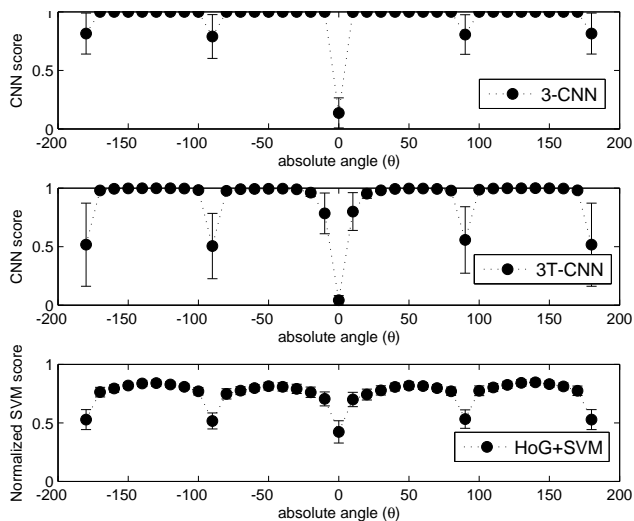 1
0.5
0
CNN score
3-CNN
-200 -150 -100 -50 0 50 100 150 200
absolute angle (θ)
1
0.5
0
CNN score
3T-CNN
-200 -150 -100 -50 0 50 100 150 200
absolute angle (θ)
1
0.5
0
Normalized SVM score
HoG+SVM
-200 -150 -100 -50 0 50 100 150 200
absolute angle (θ)